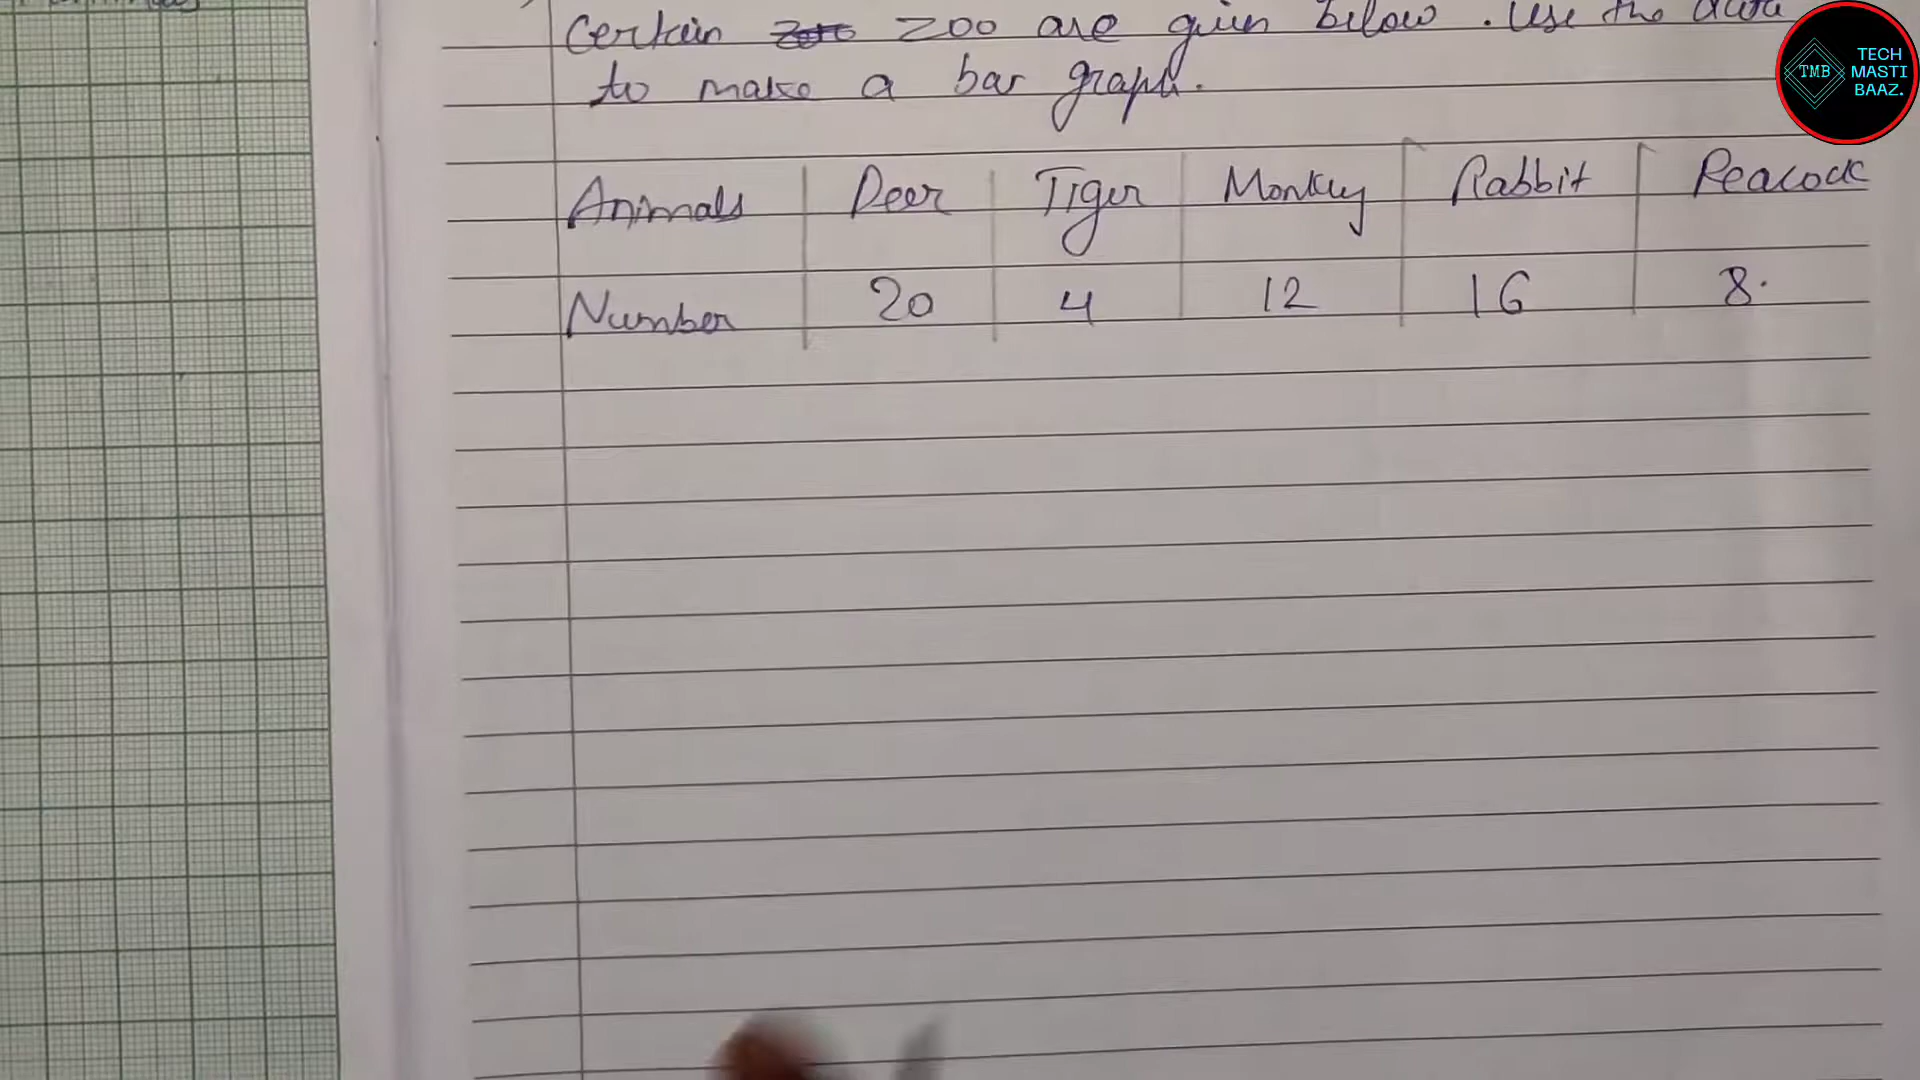 Certain zoo are given below. Use the data
to make a bar graph.
Animals Deer Tiger Monkey Rabbit Peacock
Number 20 4 12 16 8.
TMB TECH
MASTI
BAAZ.